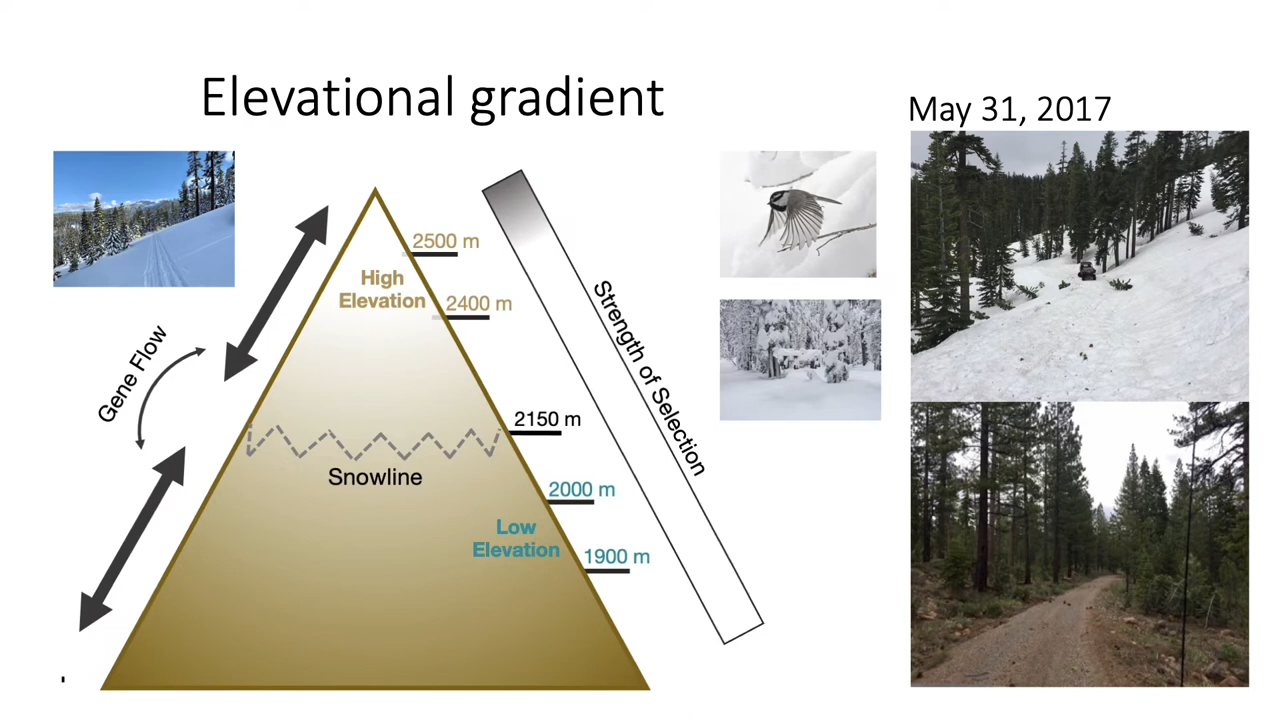 Elevational gradient
May 31, 2017
2500 m
High
Elevation
2400 m
Gene Flow
Strength of Selection
2150 m
Snowline
2000 m
Low
Elevation
1900 m